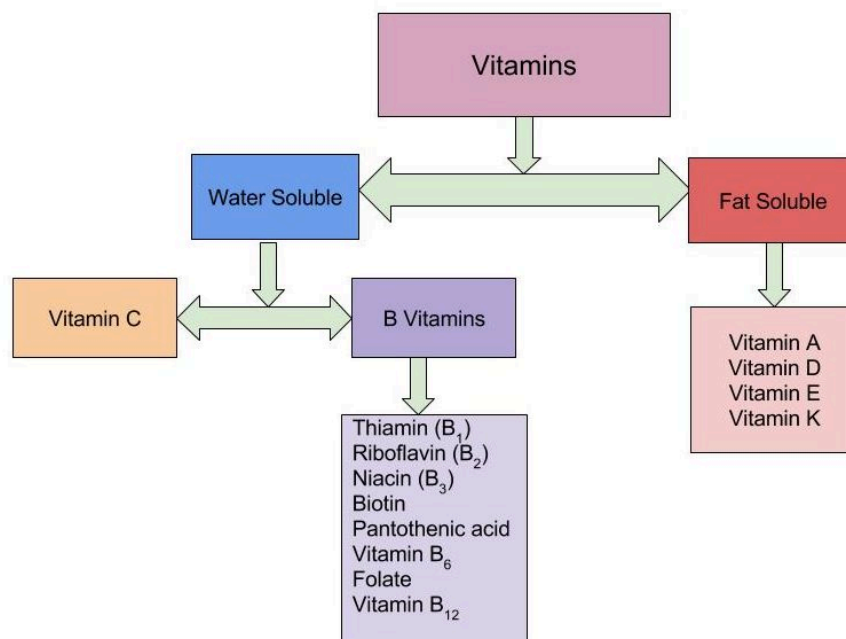 Vitamins
Water Soluble
Fat Soluble
Vitamin C
B Vitamins
Vitamin A
Vitamin D
Vitamin E
Vitamin K
Thiamin (B₁)
Riboflavin (B₂)
Niacin (B₃)
Biotin
Pantothenic acid
Vitamin B₆
Folate
Vitamin B₁₂